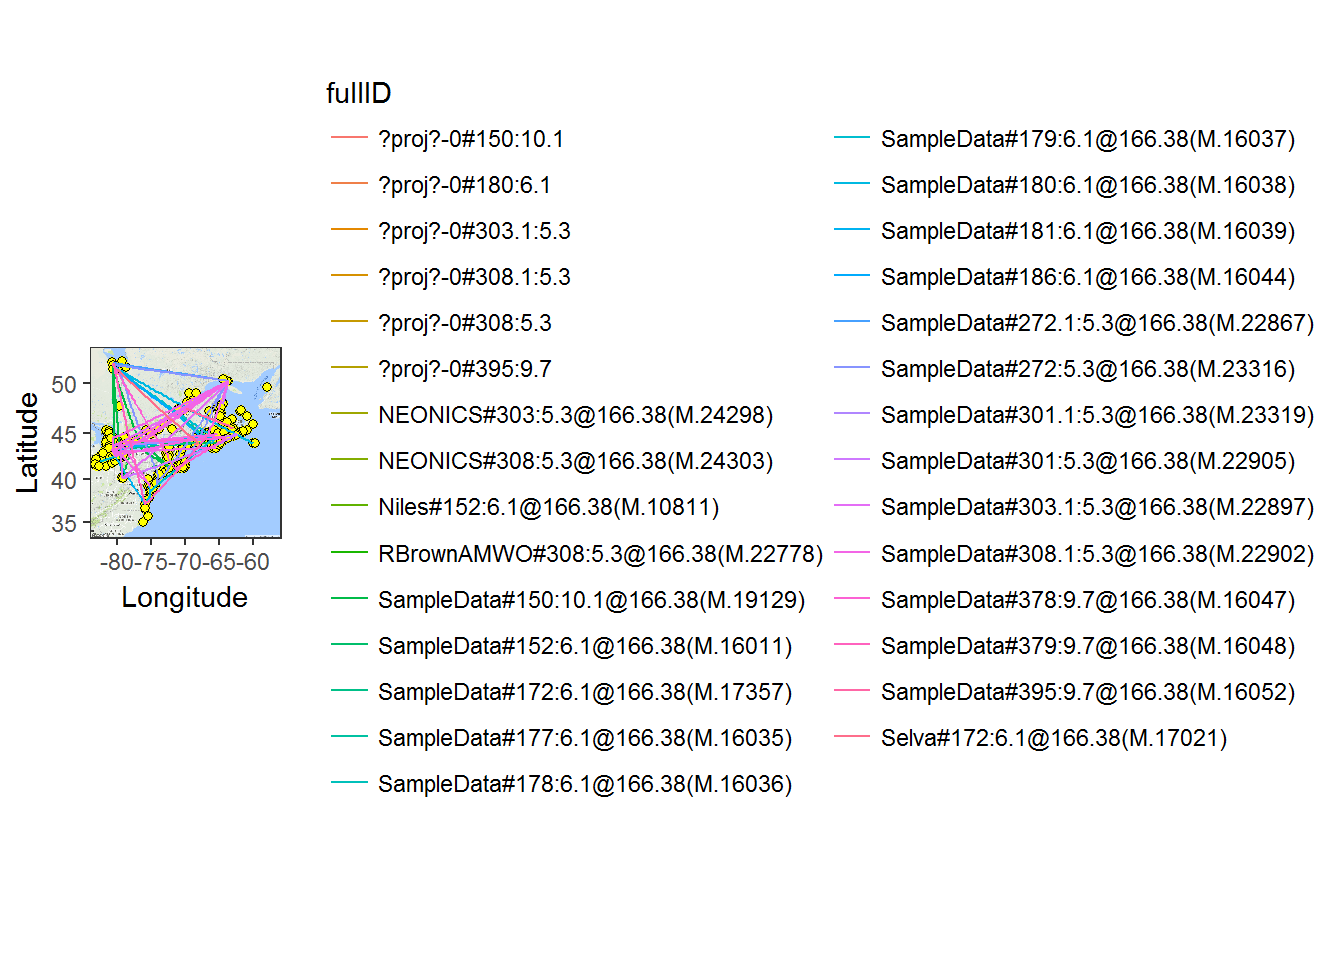 fullID
?proj?-0#150:10.1
?proj?-0#180:6.1
?proj?-0#303.1:5.3
?proj?-0#308.1:5.3
?proj?-0#308:5.3
?proj?-0#395:9.7
NEONICS#303:5.3@166.38(M.24298)
NEONICS#308:5.3@166.38(M.24303)
Niles#152:6.1@166.38(M.10811)
RBrownAMWO#308:5.3@166.38(M.22778)
SampleData#150:10.1@166.38(M.19129)
SampleData#152:6.1@166.38(M.16011)
SampleData#172:6.1@166.38(M.17357)
SampleData#177:6.1@166.38(M.16035)
SampleData#178:6.1@166.38(M.16036)
SampleData#179:6.1@166.38(M.16037)
SampleData#180:6.1@166.38(M.16038)
SampleData#181:6.1@166.38(M.16039)
SampleData#186:6.1@166.38(M.16044)
SampleData#272.1:5.3@166.38(M.22867)
SampleData#272:5.3@166.38(M.23316)
SampleData#301.1:5.3@166.38(M.23319)
SampleData#301:5.3@166.38(M.22905)
SampleData#303.1:5.3@166.38(M.22897)
SampleData#308.1:5.3@166.38(M.22902)
SampleData#378:9.7@166.38(M.16047)
SampleData#379:9.7@166.38(M.16048)
SampleData#395:9.7@166.38(M.16052)
Selva#172:6.1@166.38(M.17021)
Latitude
50
45
40
35
-80-75-70-65-60
Longitude